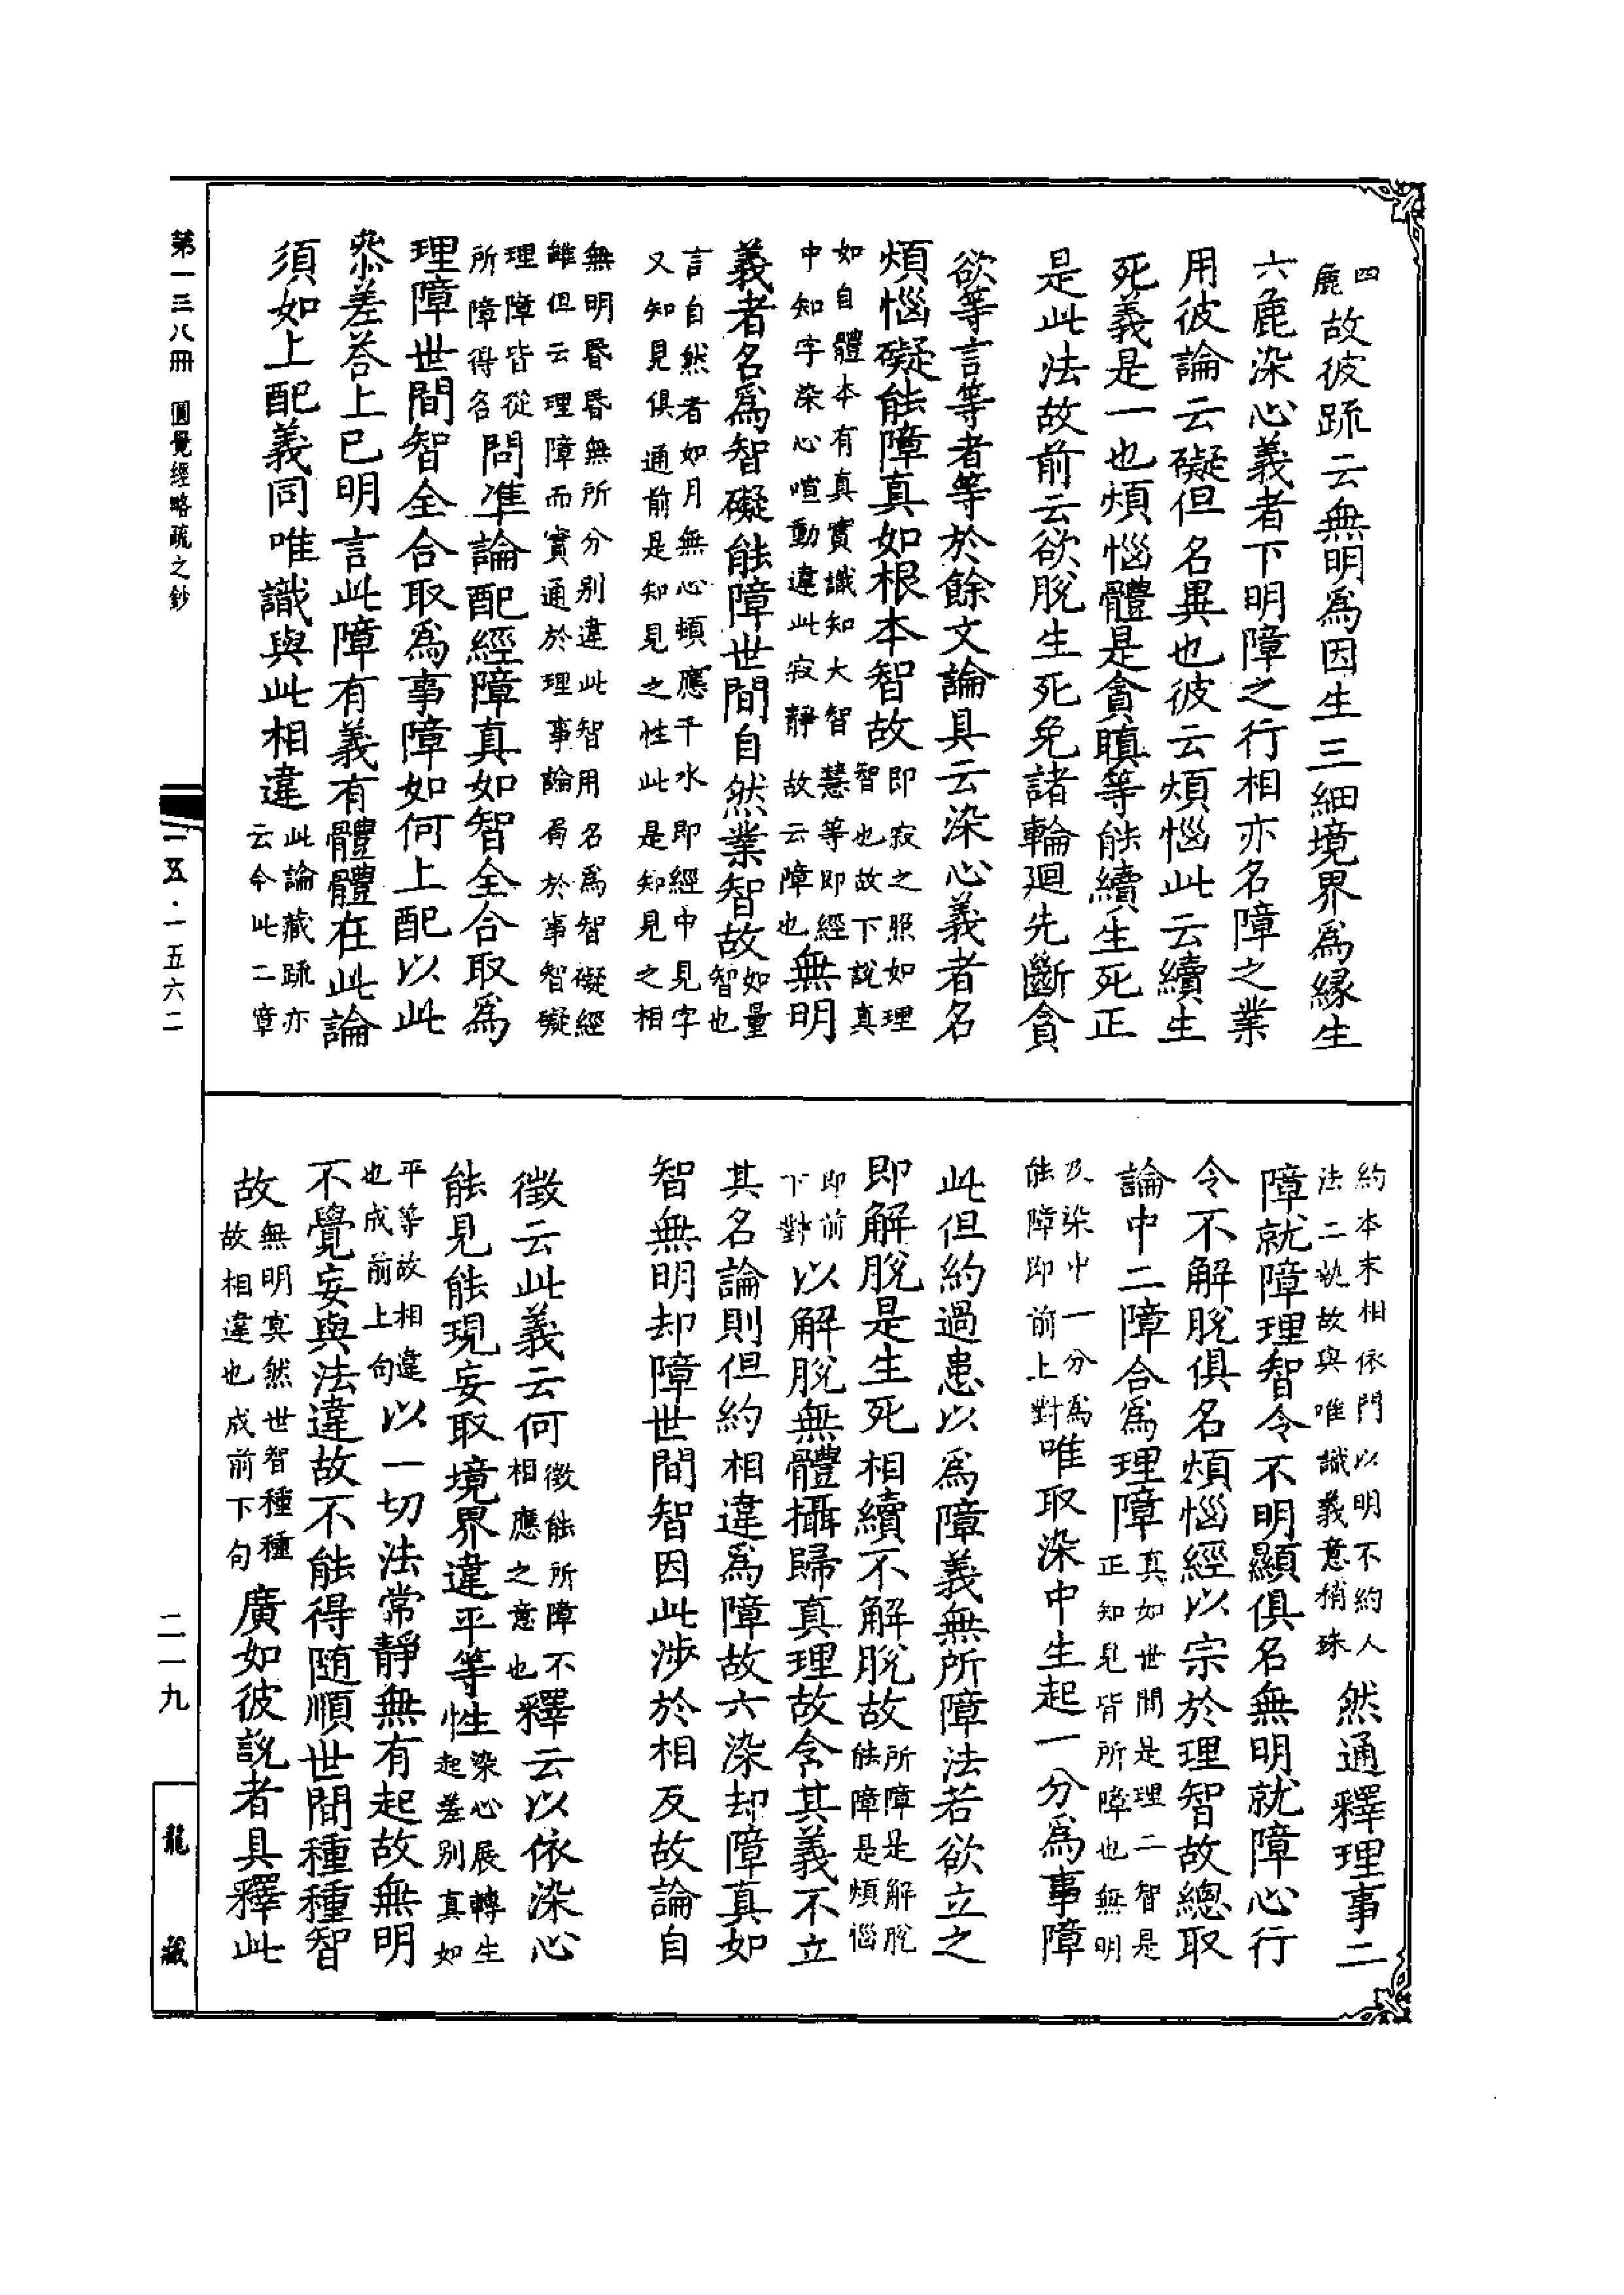 四麁故彼疏云無明爲因生三細境界爲緣生
六麁染心義者下明障之行相亦名障之業
用彼論云礙但名異也彼云煩惱此云續生
死義是一也煩惱體是貪瞋等能續生死正
是此法故前云欲脫生死免諸輪廻先斷貪
欲等言等者等於餘文論具云染心義者名
煩惱礙能障真如根本智故即寂之照如理智也故下說真
如自體本有真實識知大智慧等即經中知字染心喧動違此寂靜故云障也無明
義者名爲智礙能障世間自然業智故如量智也
言自然者如月無心頓應千水即經中見字又知見俱通前是知見之性此是知見之相
無明昏昏無所分別違此智用名爲智礙經雖但云理障而實通於理事論局於事智礙
理障皆從所障得名問準論配經障真如智全合取爲
理障世間智全合取爲事障如何上配以此
叅差荅上已明言此障有義有體體在此論
須如上配義同唯識與此相違此論藏疏亦云今此二章
約本末相依門以明不約人法二執故與唯識義意稍殊然通釋理事二
障就障理智令不明顯俱名無明就障心行
令不解脫俱名煩惱經以宗於理智故總取
論中二障合爲理障真如世間是理二智是正知見皆所障也無明
及染中一分爲能障即前上對唯取染中生起一分爲事障
此但約過患以爲障義無所障法若欲立之
即解脫是生死相續不解脫故所障是解脫能障是煩惱
即前下對以解脫無體攝歸真理故令其義不立
其名論則但約相違爲障故六染却障真如
智無明却障世間智因此涉於相反故論自
徵云此義云何徵能所障不相應之意也釋云以依染心
能見能現妄取境界違平等性染心展轉生起差別真如
平等故相違也成前上句以一切法常靜無有起故無明
不覺妄與法違故不能得隨順世間種種智
故無明寞然世智種種故相違也成前下句廣如彼說者具釋此
第一三八冊　圓覺經略疏之鈔
一五·一五六二
二一九
龍藏